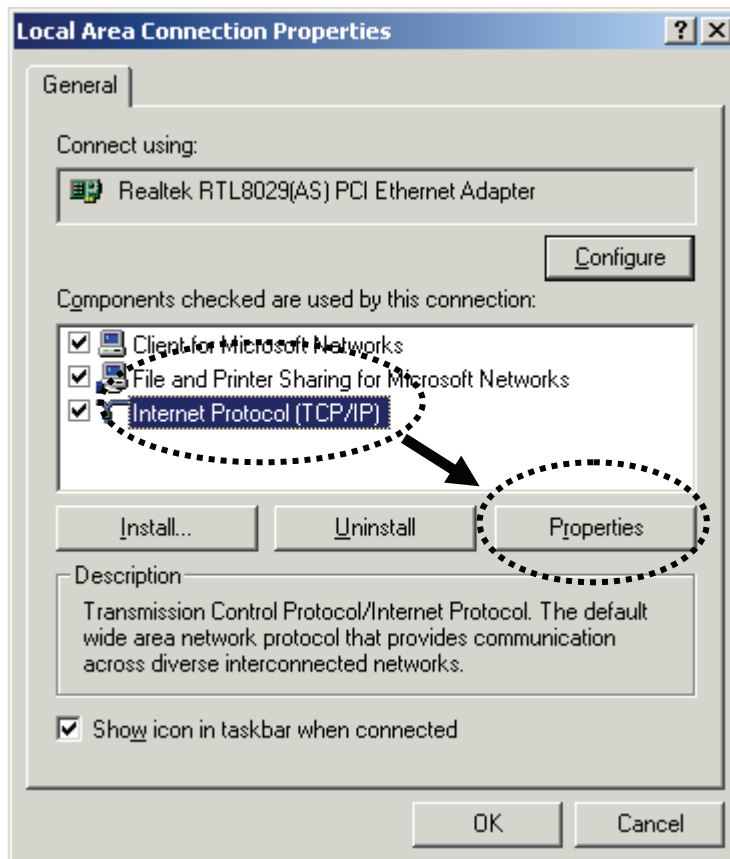 Local Area Connection Properties
General
Connect using:
Realtek RTL8029(AS) PCI Ethernet Adapter
Configure
Components checked are used by this connection:
Client for Microsoft Networks
File and Printer Sharing for Microsoft Networks
Internet Protocol (TCP/IP)
Install... Uninstall Properties
Description
Transmission Control Protocol/Internet Protocol. The default
wide area network protocol that provides communication
across diverse interconnected networks.
Show icon in taskbar when connected
OK Cancel